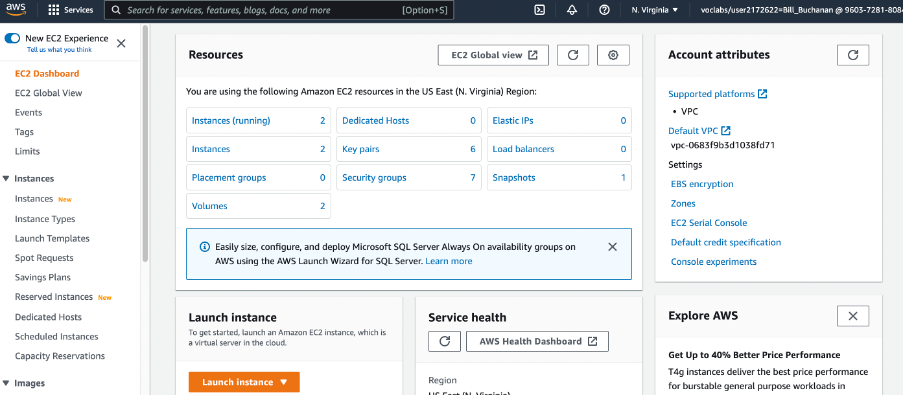 aws
Services
Search for services, features, blogs, docs, and more
[Option+S]
N. Virginia
voclabs/user2172622=Bill_Buchanan @ 9603-7281-808
New EC2 Experience
Tell us what you think
EC2 Dashboard
EC2 Global View
Events
Tags
Limits
Instances
Instances New
Instance Types
Launch Templates
Spot Requests
Savings Plans
Reserved Instances New
Dedicated Hosts
Scheduled Instances
Capacity Reservations
Images
Resources
EC2 Global view
You are using the following Amazon EC2 resources in the US East (N. Virginia) Region:
Instances (running) 2
Dedicated Hosts 0
Elastic IPs 0
Instances 2
Key pairs 6
Load balancers 0
Placement groups 0
Security groups 7
Snapshots 1
Volumes 2
Easily size, configure, and deploy Microsoft SQL Server Always On availability groups on
AWS using the AWS Launch Wizard for SQL Server. Learn more
Launch instance
To get started, launch an Amazon EC2 instance, which is
a virtual server in the cloud.
Launch instance
Service health
AWS Health Dashboard
Region
US East (N. Virginia)
Account attributes
Supported platforms
• VPC
Default VPC
vpc-0683f9b3d1038fd71
Settings
EBS encryption
Zones
EC2 Serial Console
Default credit specification
Console experiments
Explore AWS
Get Up to 40% Better Price Performance
T4g instances deliver the best price performance
for burstable general purpose workloads in